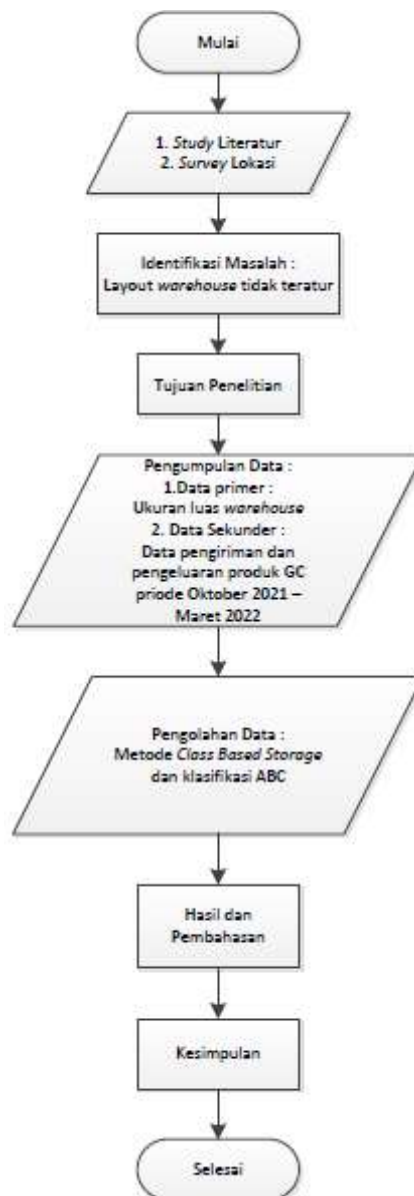 Mulai
1. Study Literatur
2. Survey Lokasi
Identifikasi Masalah :
Layout warehouse tidak teratur
Tujuan Penelitian
Pengumpulan Data :
1.Data primer :
Ukuran luas warehouse
2. Data Sekunder :
Data pengiriman dan
pengeluaran produk GC
priode Oktober 2021 –
Maret 2022
Pengolahan Data :
Metode Class Based Storage
dan klasifikasi ABC
Hasil dan
Pembahasan
Kesimpulan
Selesai